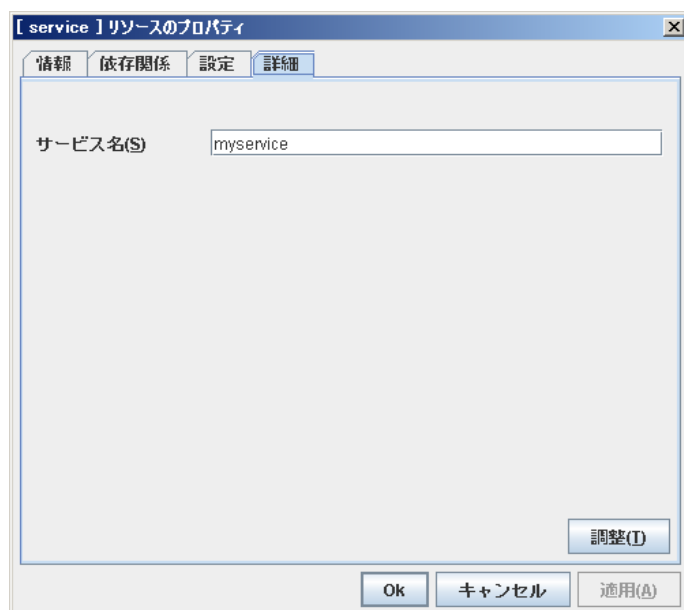 [ service ] リソースのプロパティ
情報 依存関係 設定 詳細
サービス名(S) myservice
調整(T)
Ok キャンセル 適用(A)